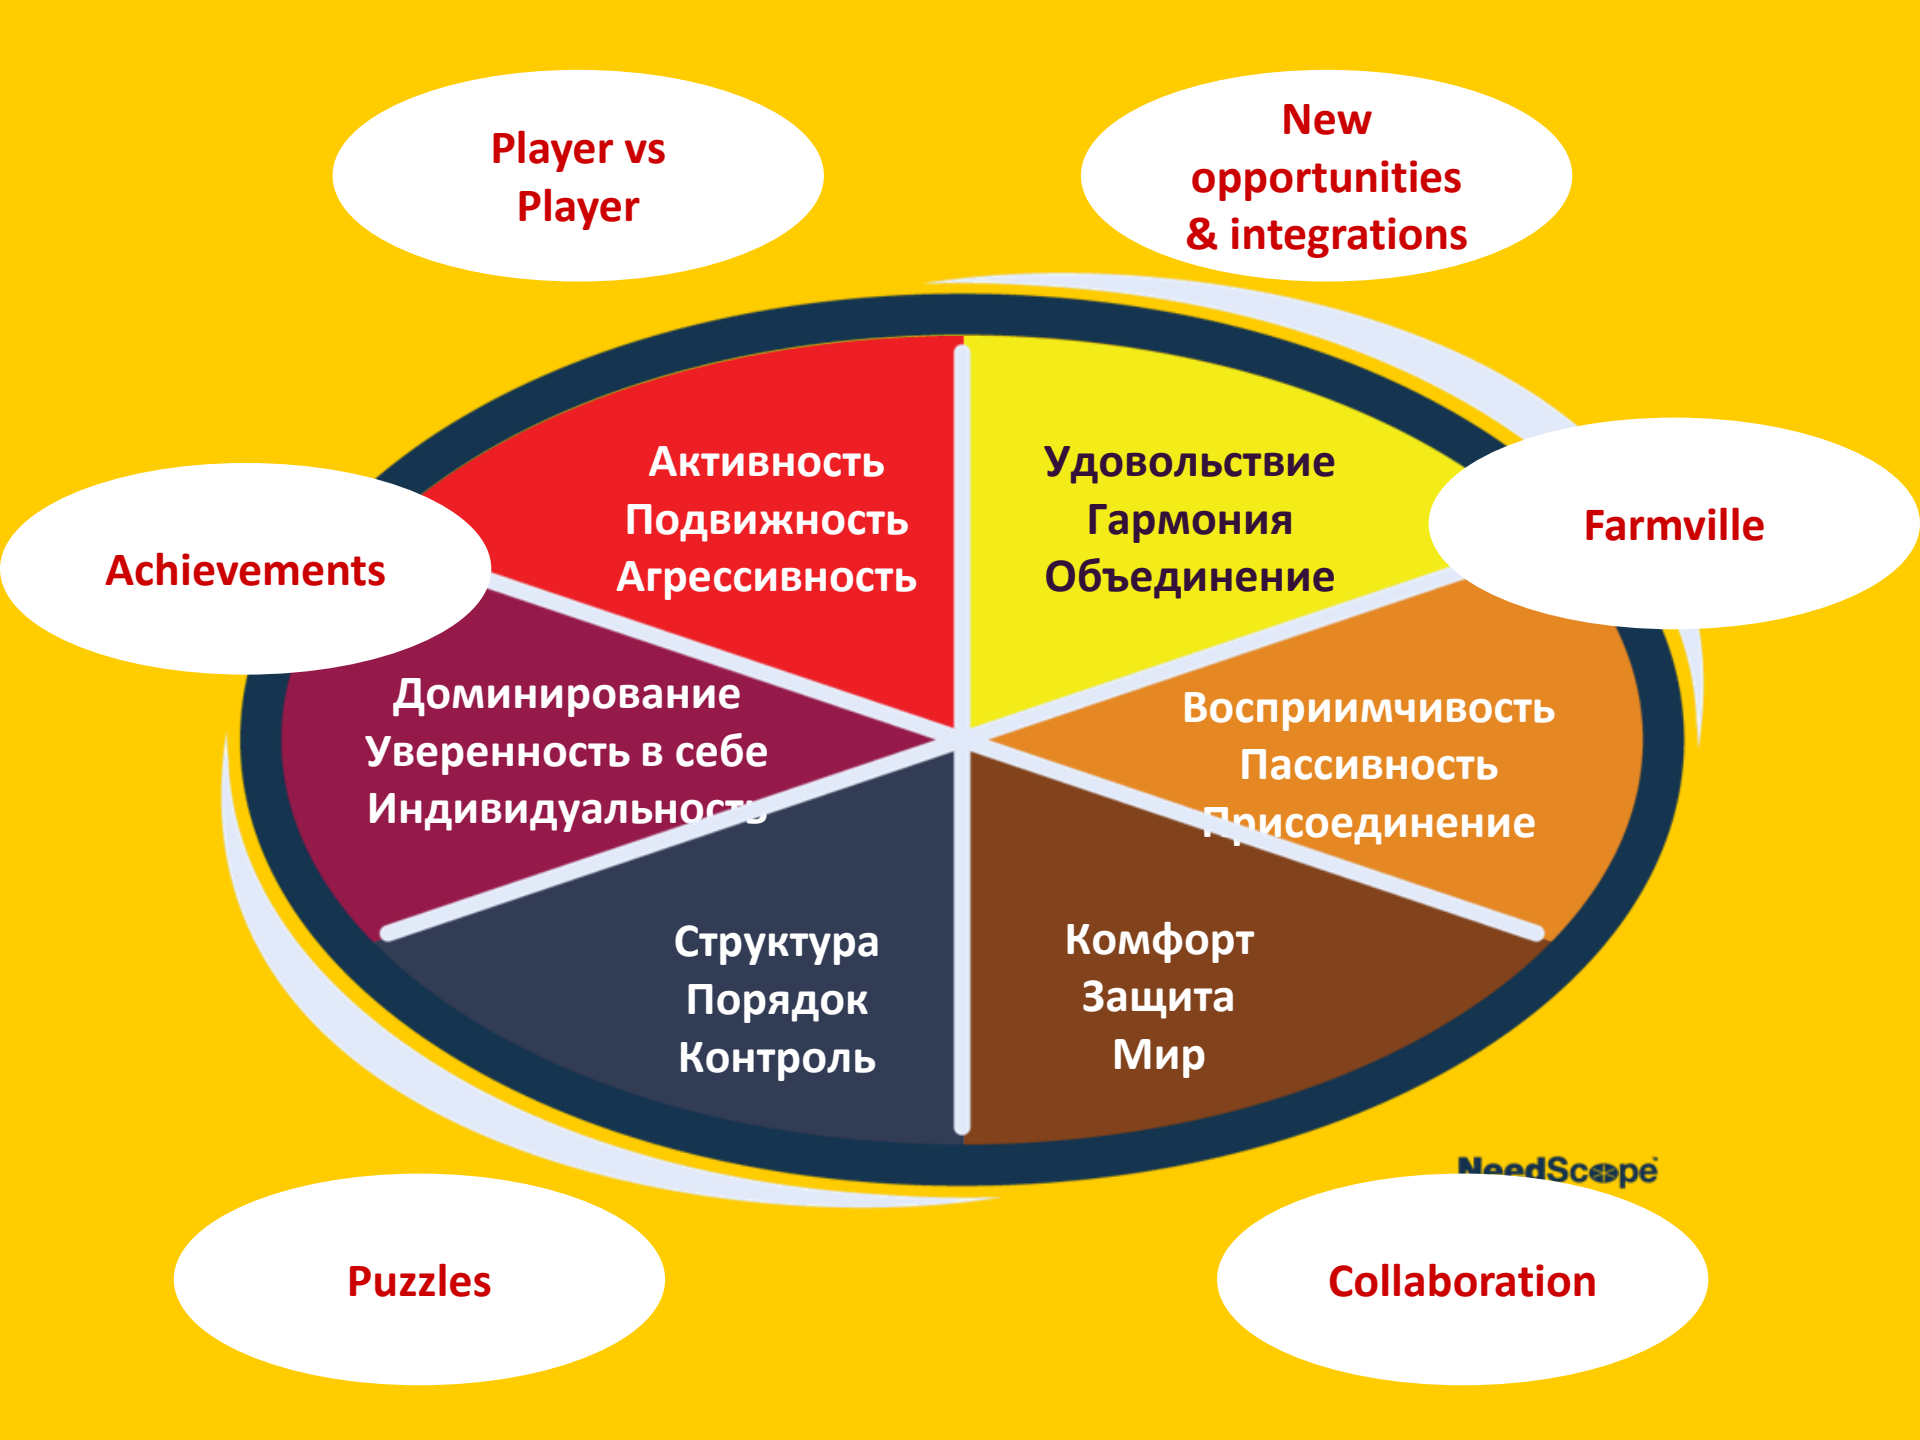 Player vs
Player
New
opportunities
& integrations
Achievements
Активность
Подвижность
Агрессивность
Удовольствие
Гармония
Объединение
Farmville
Доминирование
Уверенность в себе
Индивидуальность
Восприимчивость
Пассивность
Присоединение
Структура
Порядок
Контроль
Комфорт
Защита
Мир
NeedScope
Puzzles
Collaboration